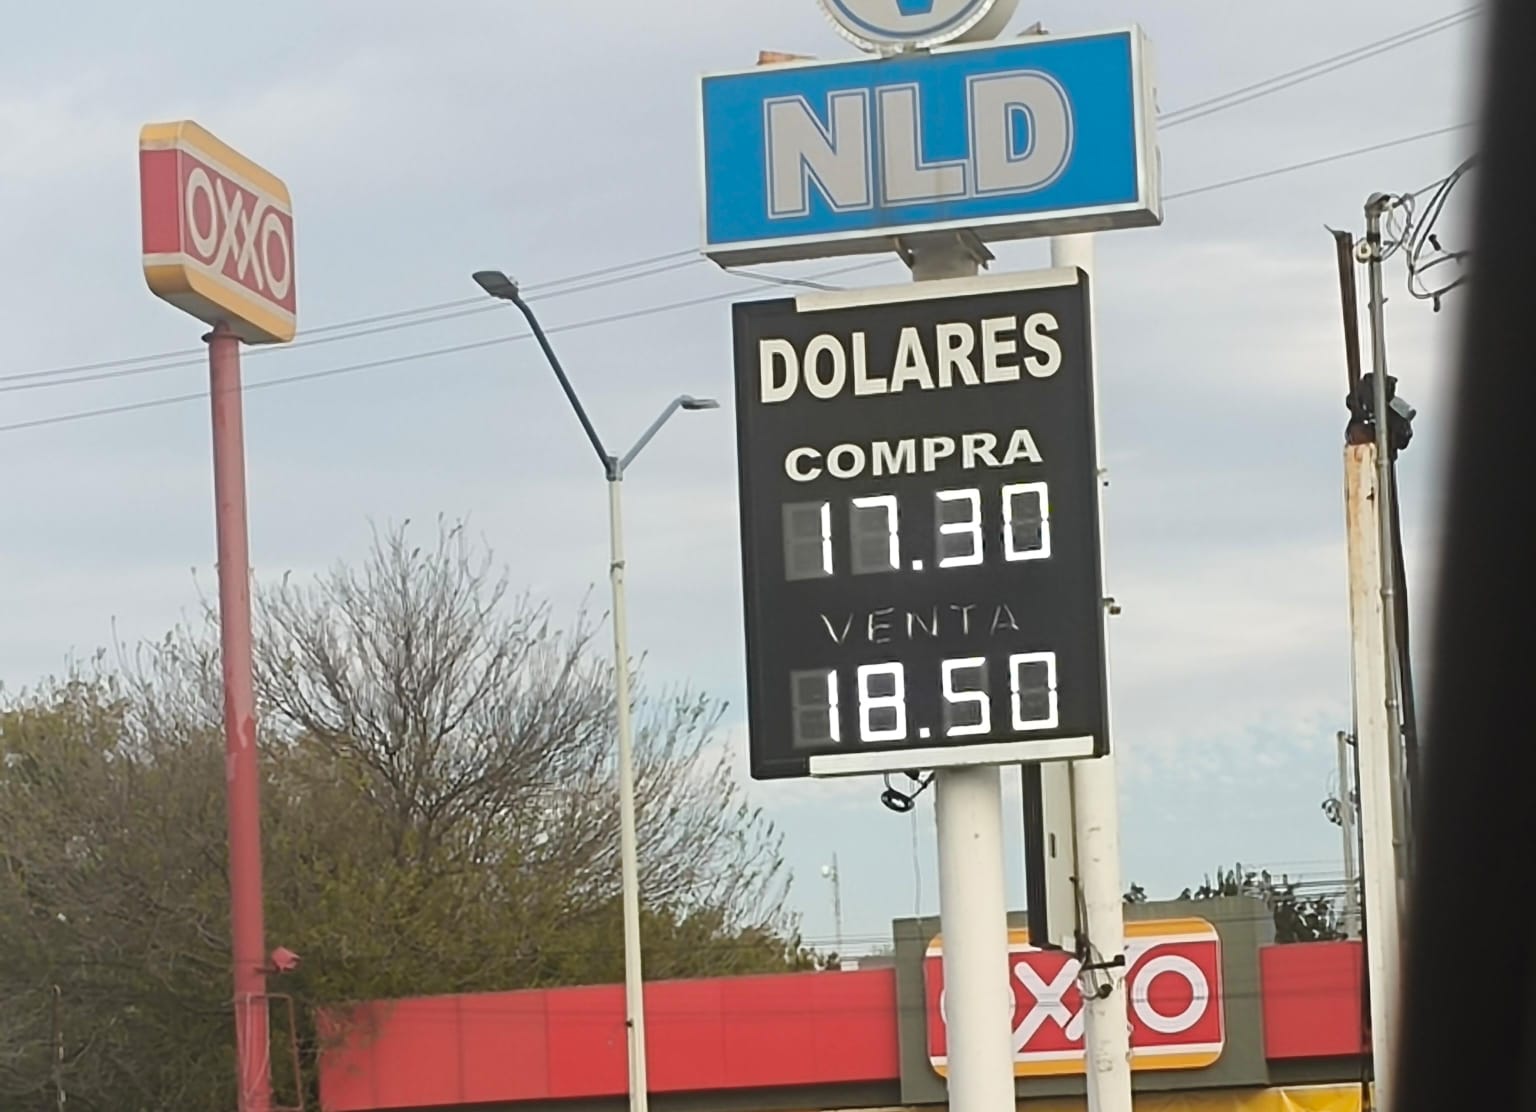 NLD
OXXO
DOLARES
COMPRA
17.30
VENTA
18.50
OXXO